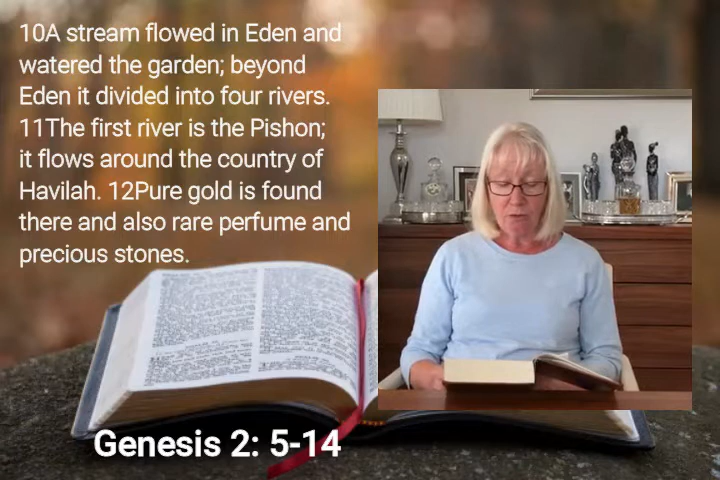 10A stream flowed in Eden and
watered the garden; beyond
Eden it divided into four rivers.
11The first river is the Pishon;
it flows around the country of
Havilah. 12Pure gold is found
there and also rare perfume and
precious stones.
Genesis 2: 5-14